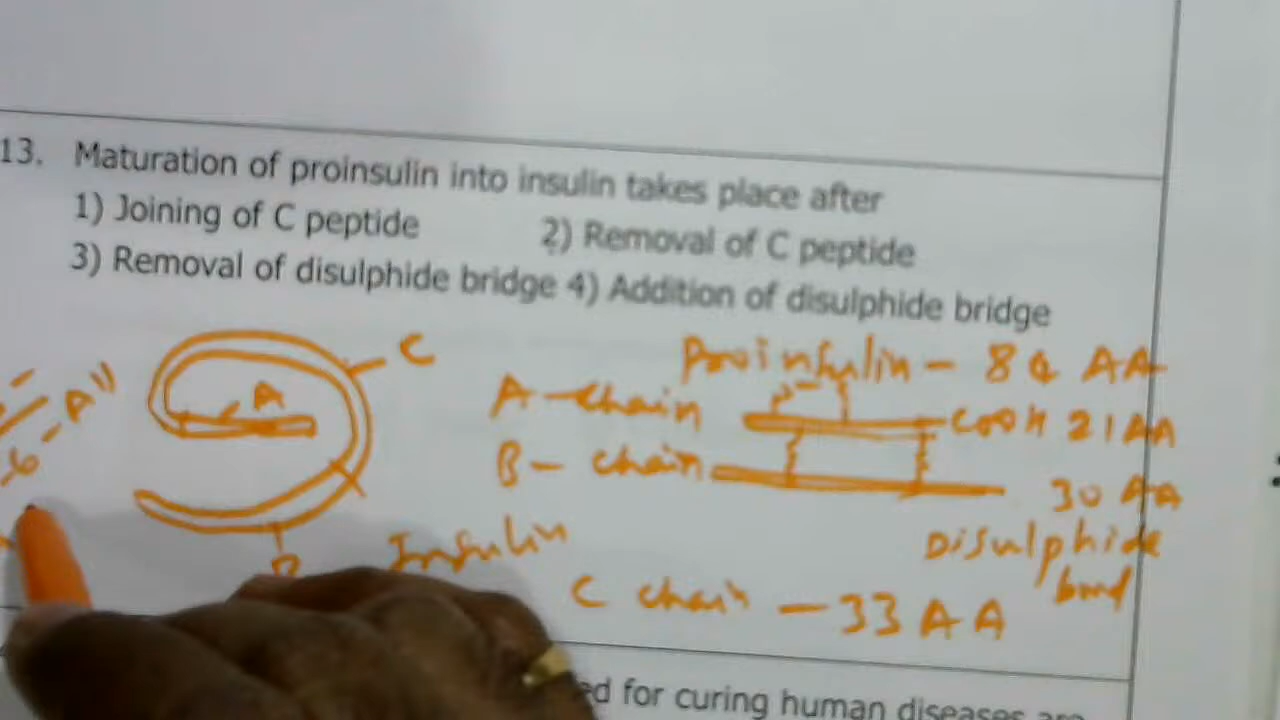 13. Maturation of proinsulin into insulin takes place after
1) Joining of C peptide 2) Removal of C peptide
3) Removal of disulphide bridge 4) Addition of disulphide bridge
C
Proinsulin - 84 AA
A
A"
A-chain COOH 21 AA
B- chain 30 AA
Insulin Disulphide
bond
C chain - 33 AA
ed for curing human diseases are